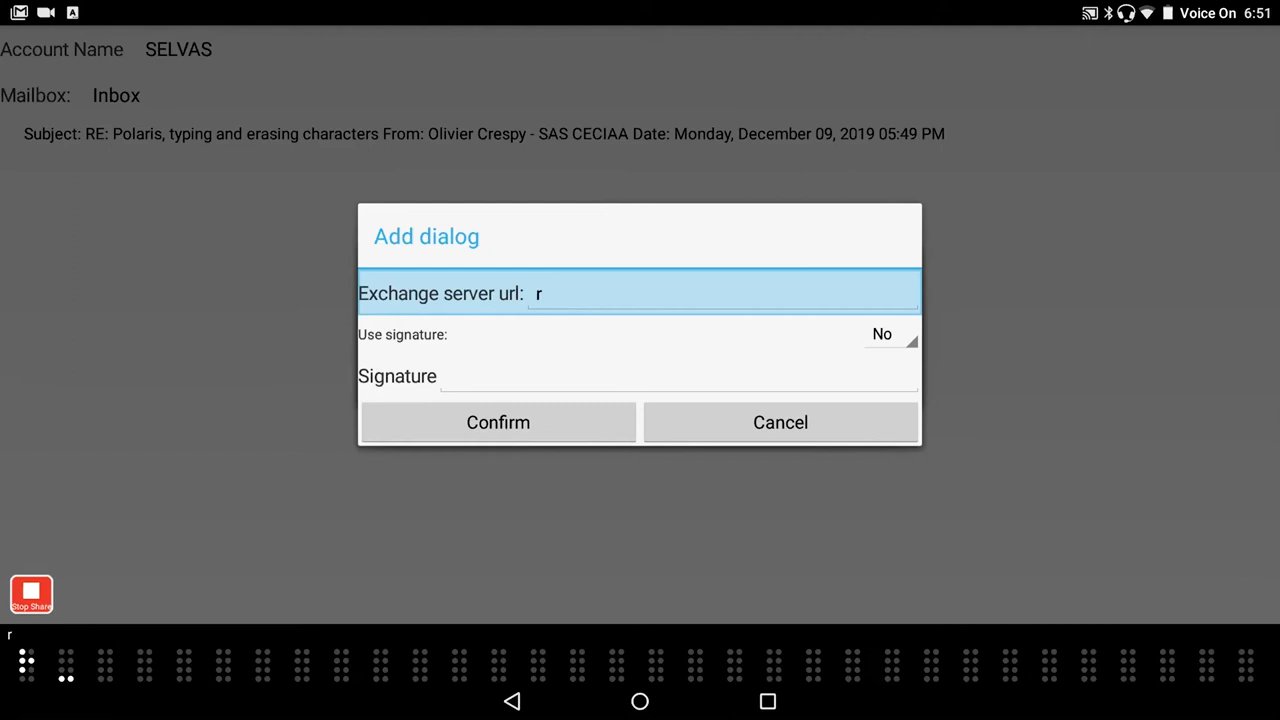 Voice On 6:51
Account Name SELVAS
Mailbox: Inbox
Subject: RE: Polaris, typing and erasing characters From: Olivier Crespy - SAS CECIAA Date: Monday, December 09, 2019 05:49 PM
Add dialog
Exchange server url: r
Use signature: No
Signature
Confirm Cancel
Stop Share
r